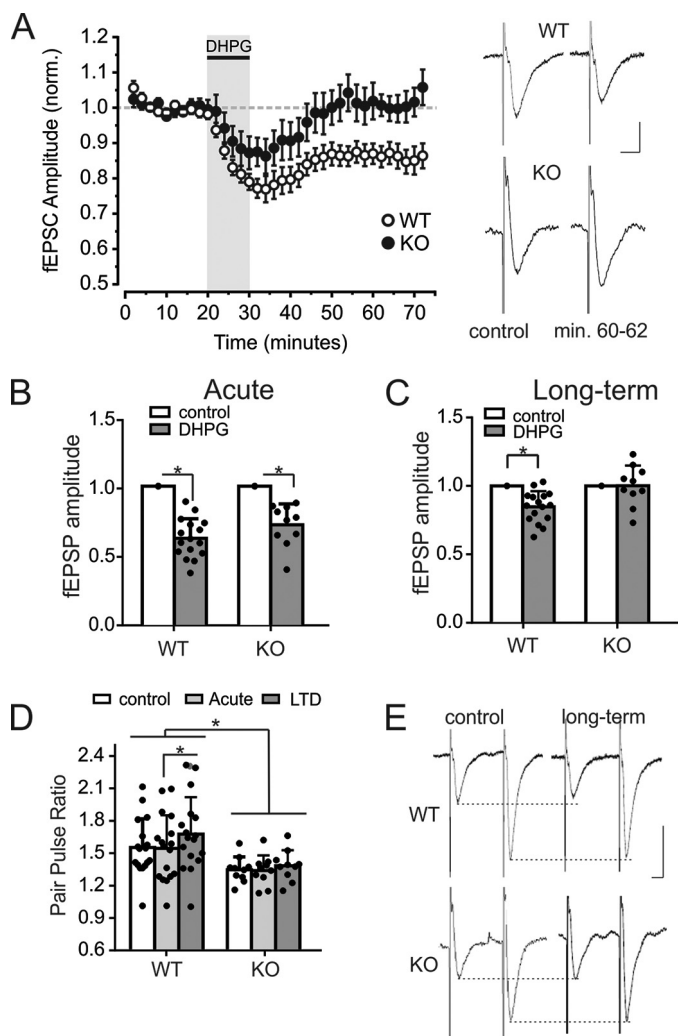 A
fEPSC Amplitude (norm.)
1.2
1.1
1.0
0.9
0.8
0.7
0.6
0.5
DHPG
WT
KO
0 10 20 30 40 50 60 70
Time (minutes)
WT
KO
control min. 60-62
B
Acute
fEPSP amplitude
1.5
1.0
0.5
0.0
control
DHPG
* *
WT KO
C
Long-term
fEPSP amplitude
1.5
1.0
0.5
0.0
control
DHPG
*
WT KO
D
control Acute LTD
Pair Pulse Ratio
2.4
2.1
1.8
1.5
1.2
0.9
0.6
*
*
WT KO
E
control long-term
WT
KO